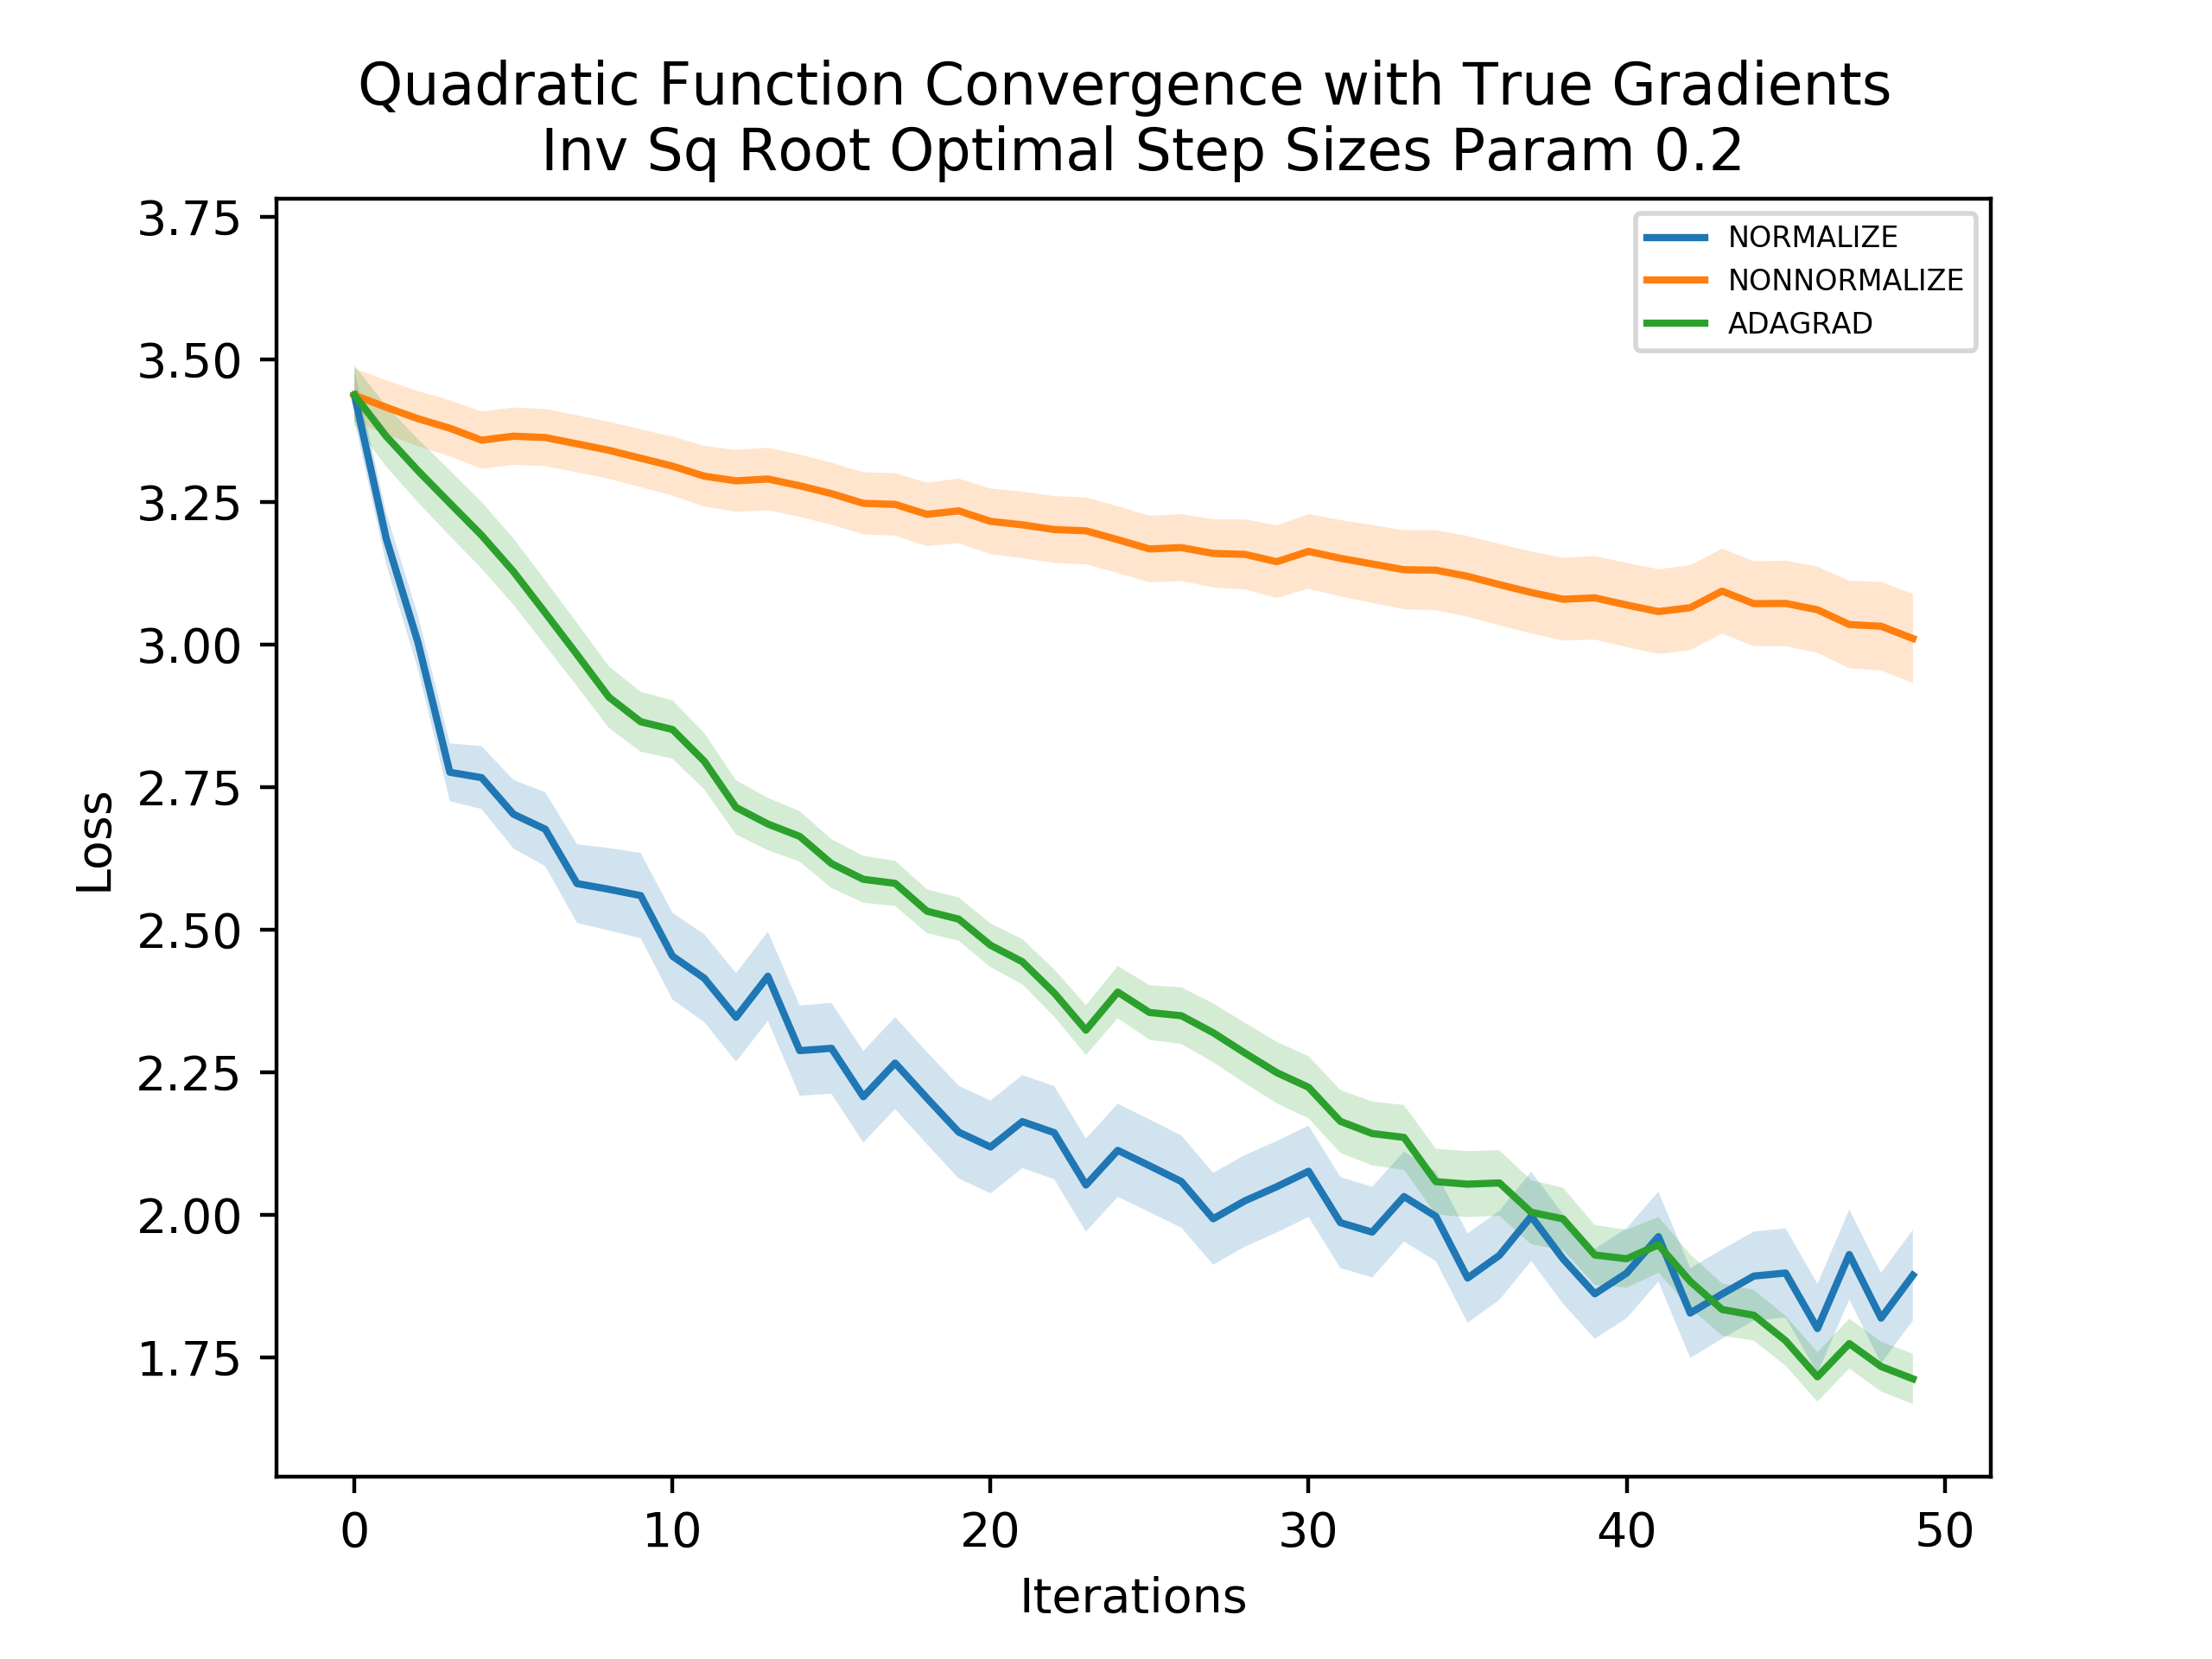 Quadratic Function Convergence with True Gradients
Inv Sq Root Optimal Step Sizes Param 0.2
3.75
3.50
3.25
3.00
2.75
2.50
2.25
2.00
1.75
Loss
NORMALIZE
NONNORMALIZE
ADAGRAD
0 10 20 30 40 50
Iterations